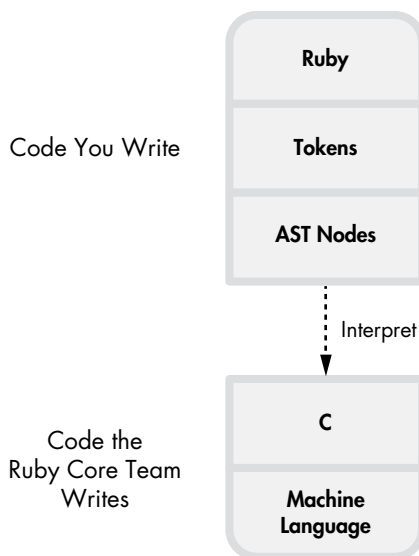 Ruby
Code You Write
Tokens
AST Nodes
Interpret
C
Code the
Ruby Core Team
Writes
Machine
Language